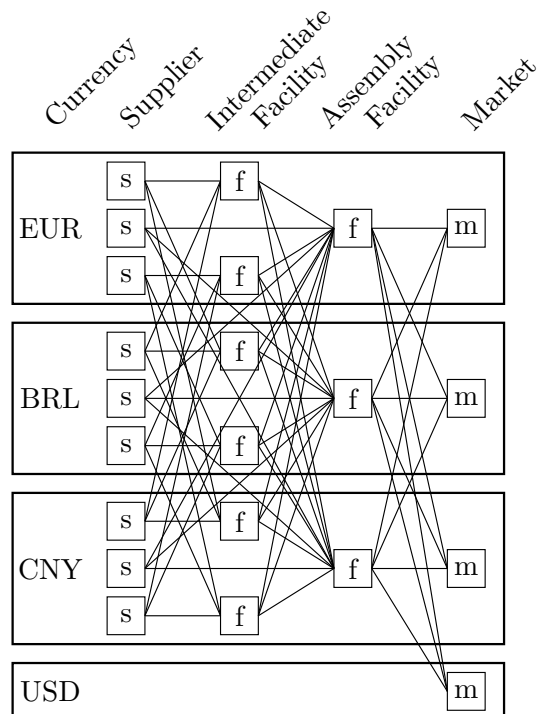 Currency
Supplier
Intermediate
Facility
Assembly
Facility
Market
s f
EUR s f m
s f
s f
BRL s f m
s f
s f
CNY s f m
s f
USD m